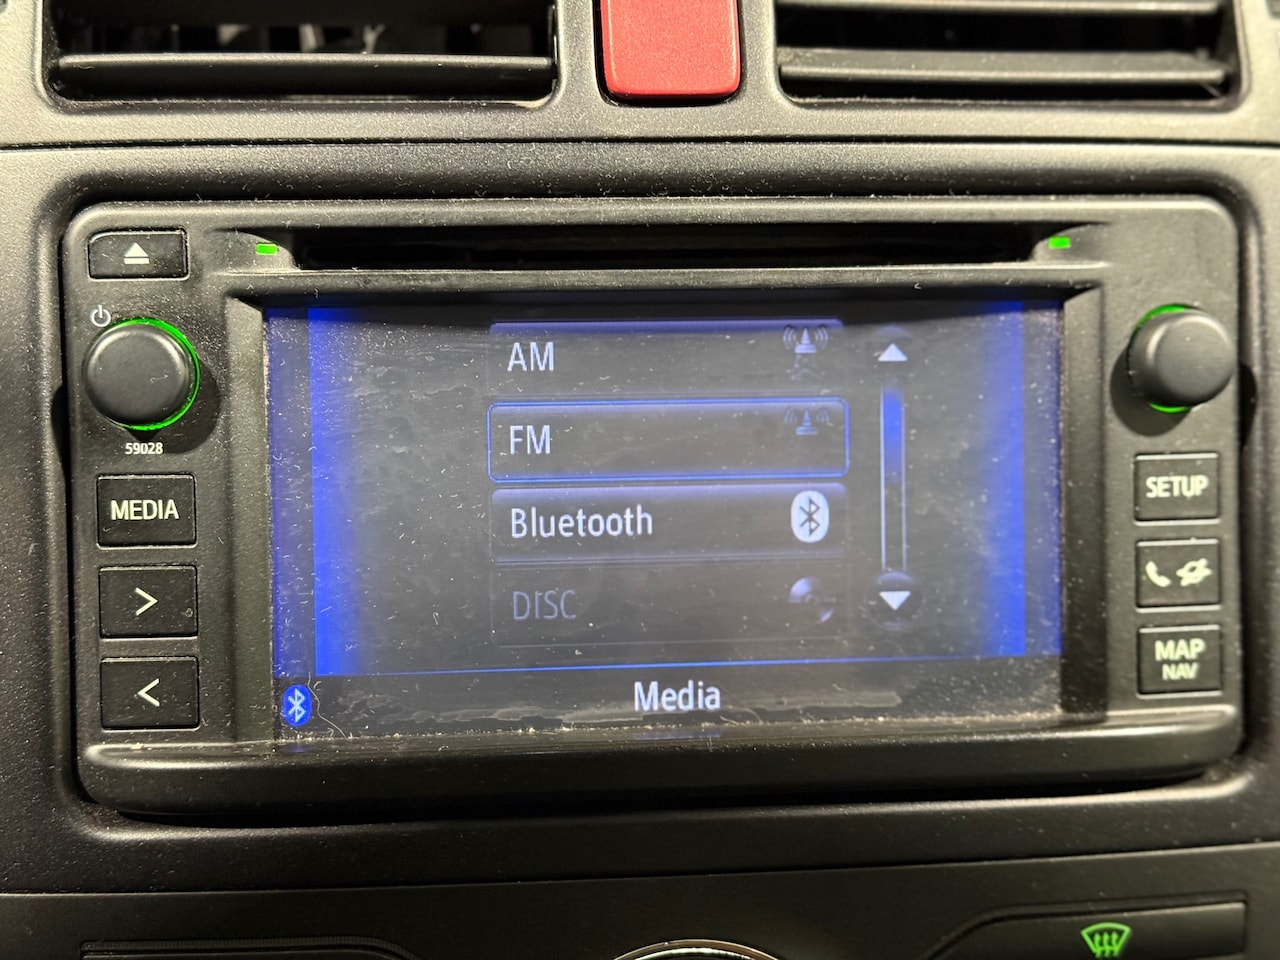 AM
FM
Bluetooth
DISC
Media
59028
MEDIA
>
<
SETUP
MAP
NAV